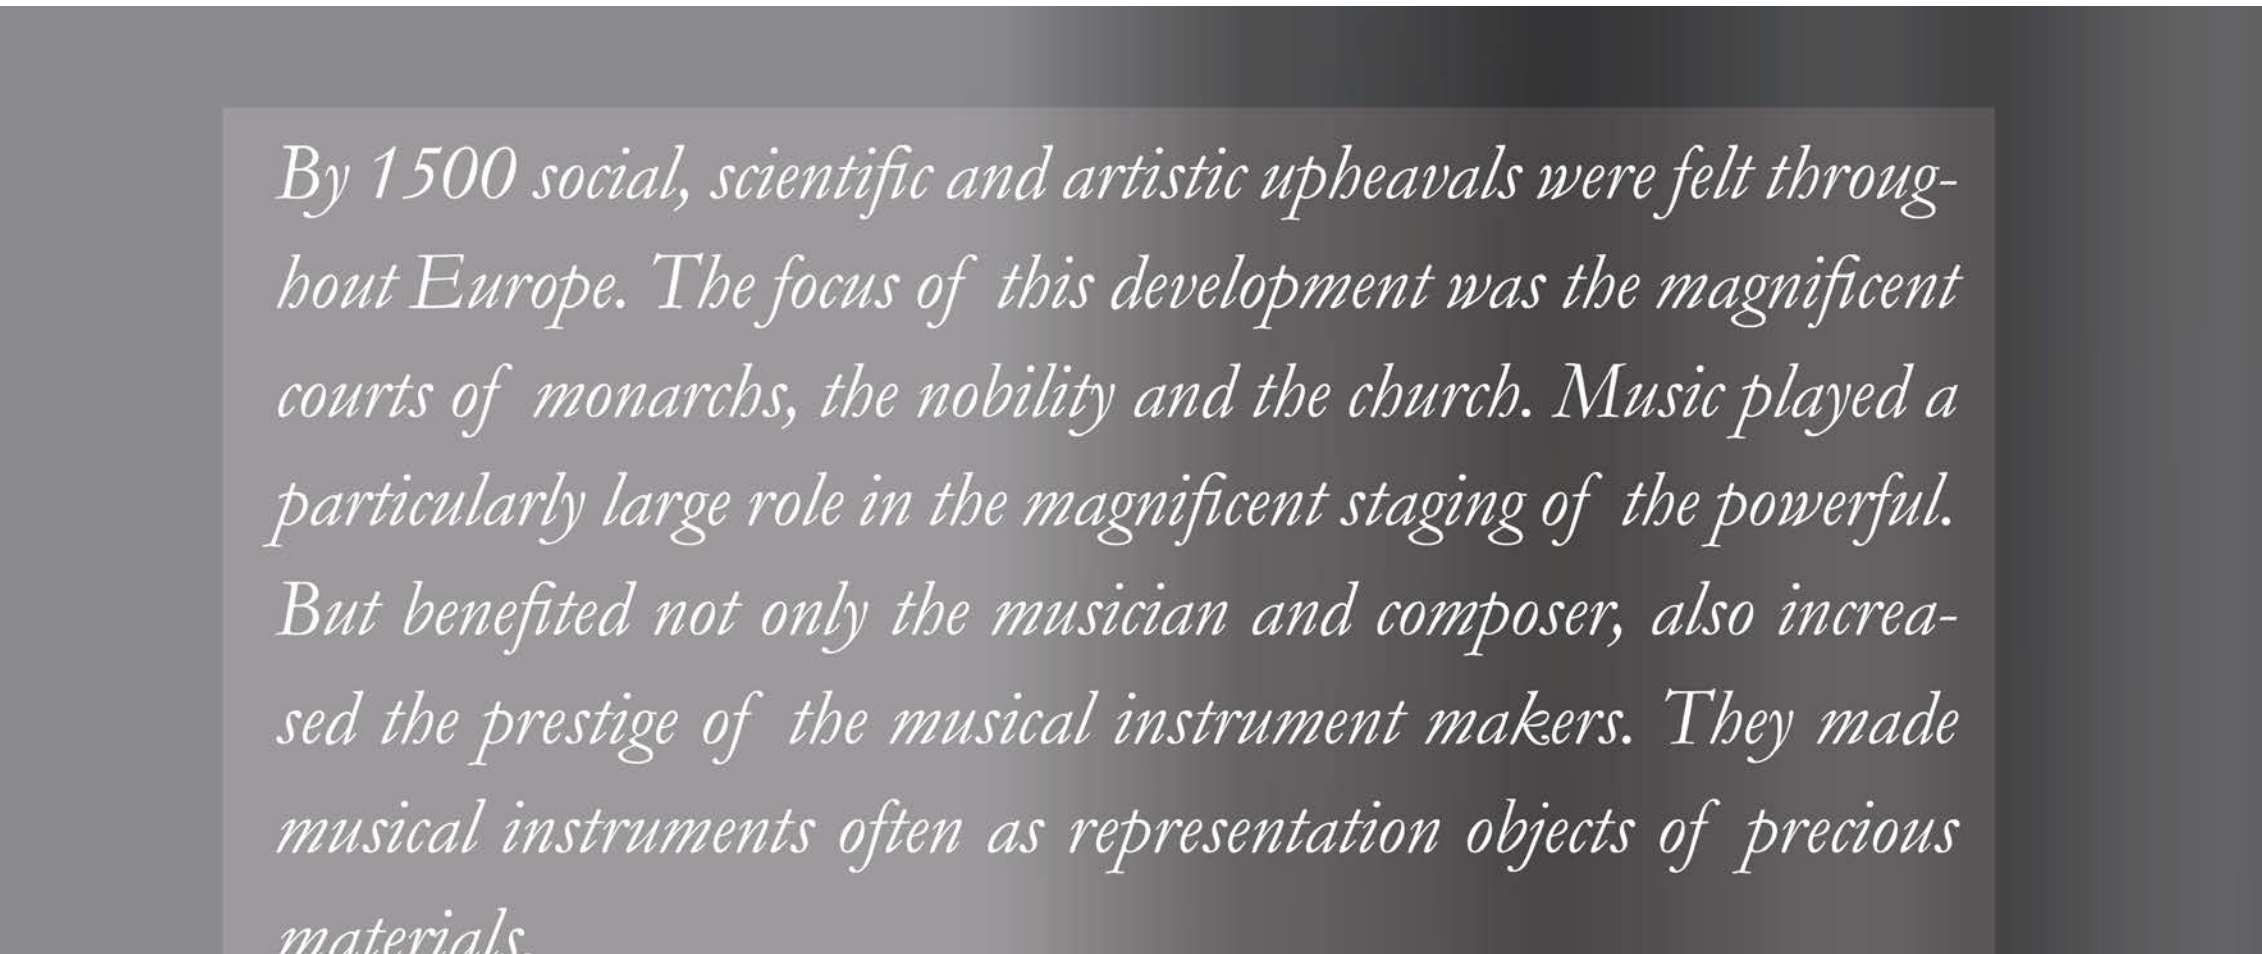 By 1500 social, scientific and artistic upheavals were felt throug-
hout Europe. The focus of this development was the magnificent
courts of monarchs, the nobility and the church. Music played a
particularly large role in the magnificent staging of the powerful.
But benefited not only the musician and composer, also increa-
sed the prestige of the musical instrument makers. They made
musical instruments often as representation objects of precious
materials.